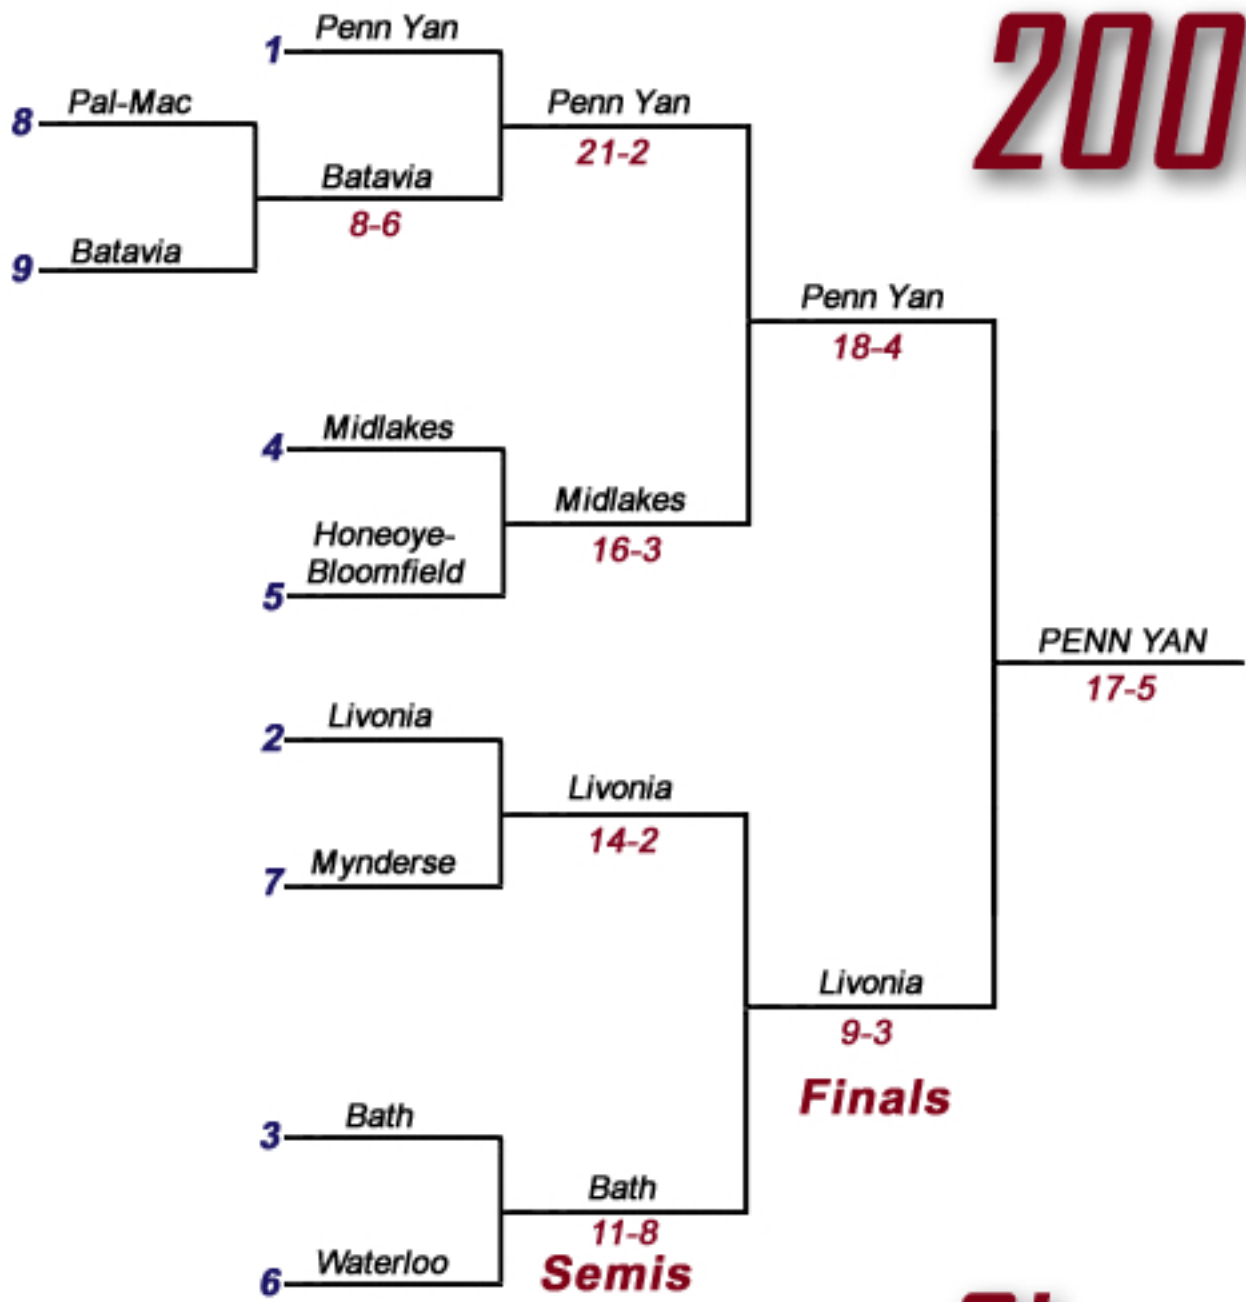 200
Penn Yan
1
Pal-Mac
8
Penn Yan
21-2
Batavia
8-6
Batavia
9
Penn Yan
18-4
Midlakes
4
Midlakes
16-3
Honeoye-
Bloomfield
5
PENN YAN
17-5
Livonia
2
Livonia
14-2
Mynderse
7
Livonia
9-3
Finals
Bath
3
Bath
11-8
Semis
Waterloo
6